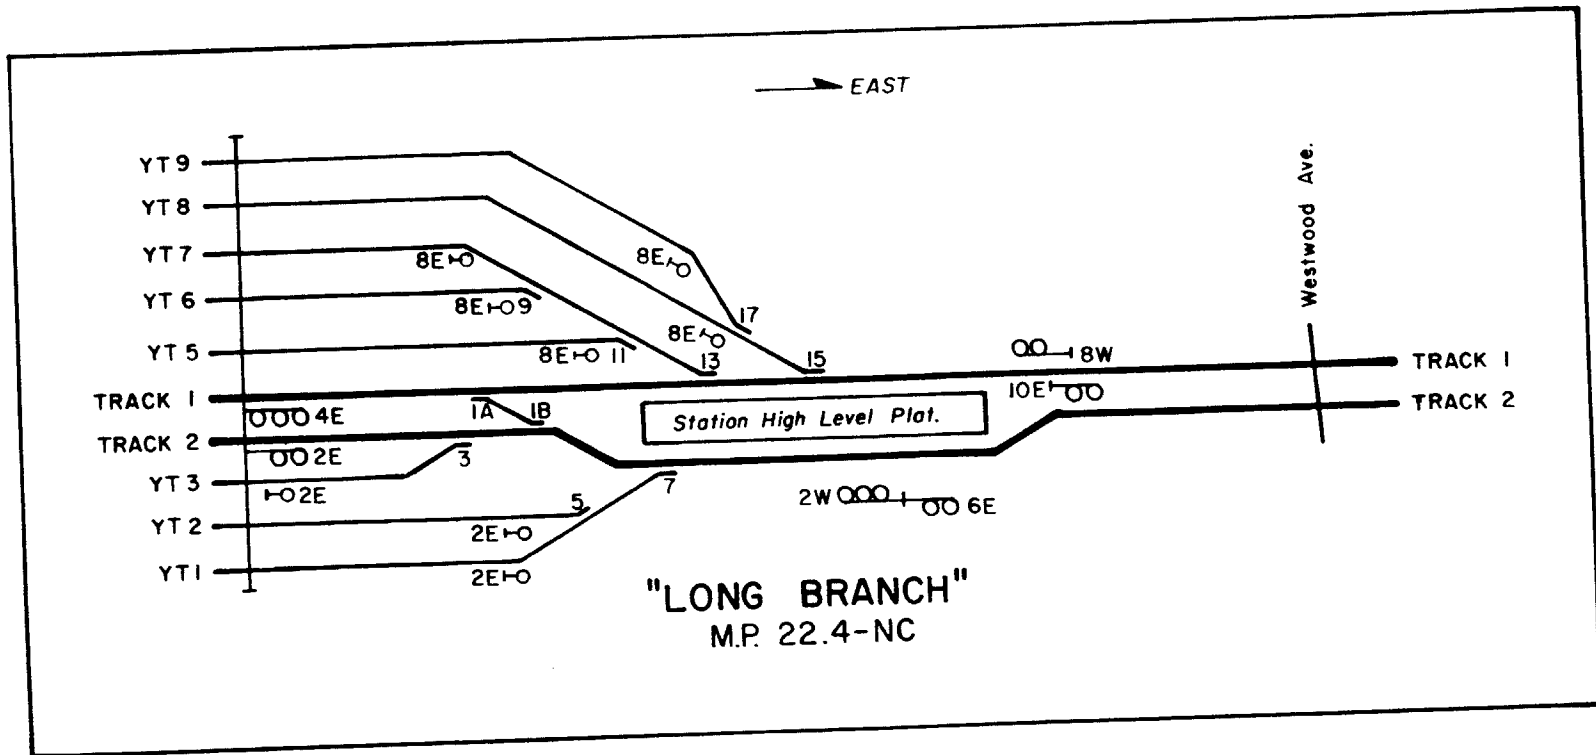 EAST
YT 9
YT 8
YT 7
YT 6
YT 5
TRACK 1
TRACK 2
YT 3
YT 2
YT 1
8E
8E
8E 9
8E
8E 11
13
15
17
4E
1A
1B
2E
2E
3
5
7
2E
2E
Station High Level Plat.
2W
6E
8W
10E
Westwood Ave.
TRACK 1
TRACK 2
"LONG BRANCH"
M.P. 22.4-NC